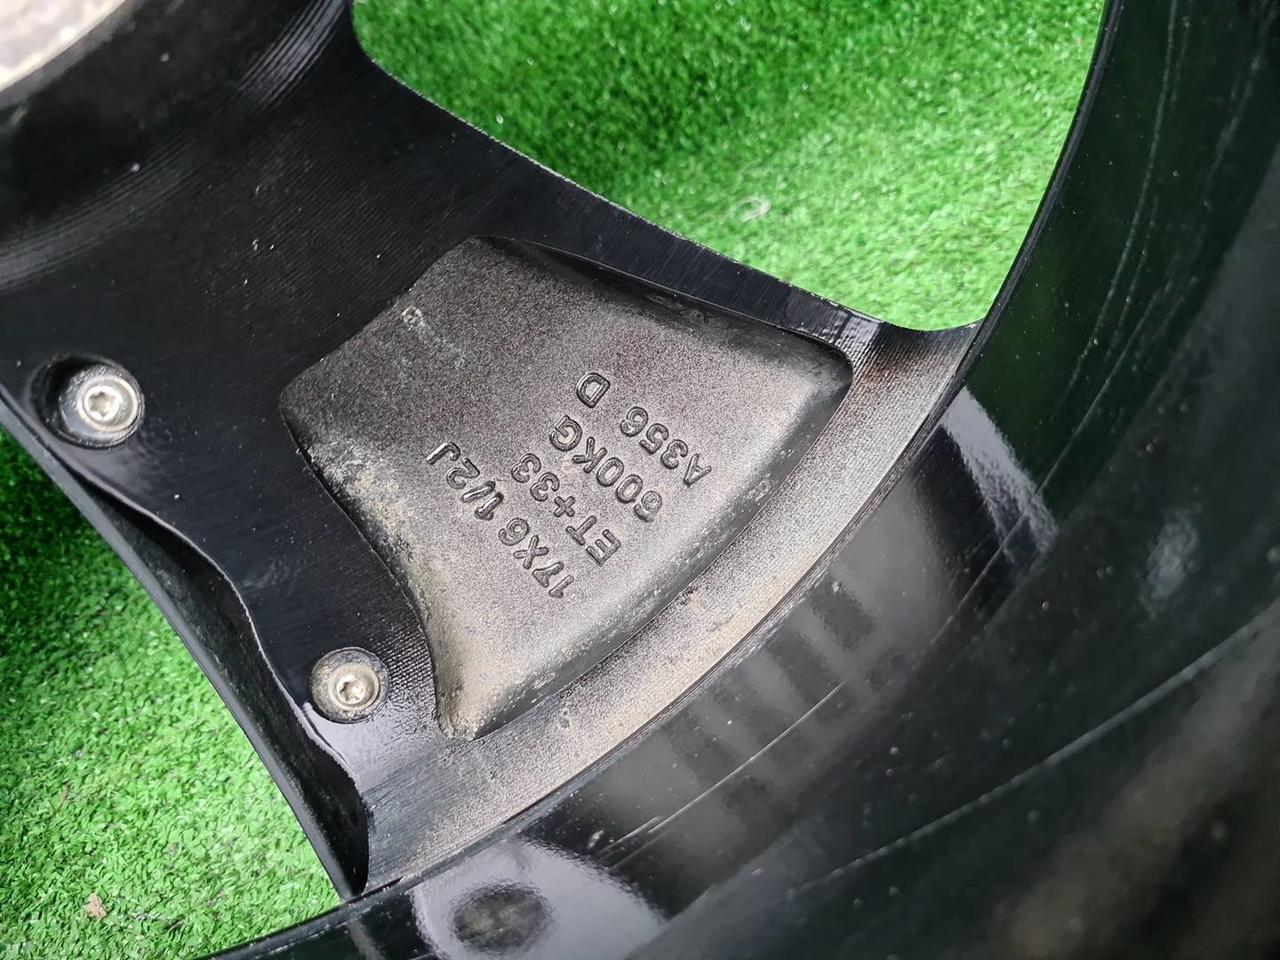 17X6 1/2J
ET+33
600KG
A356 D